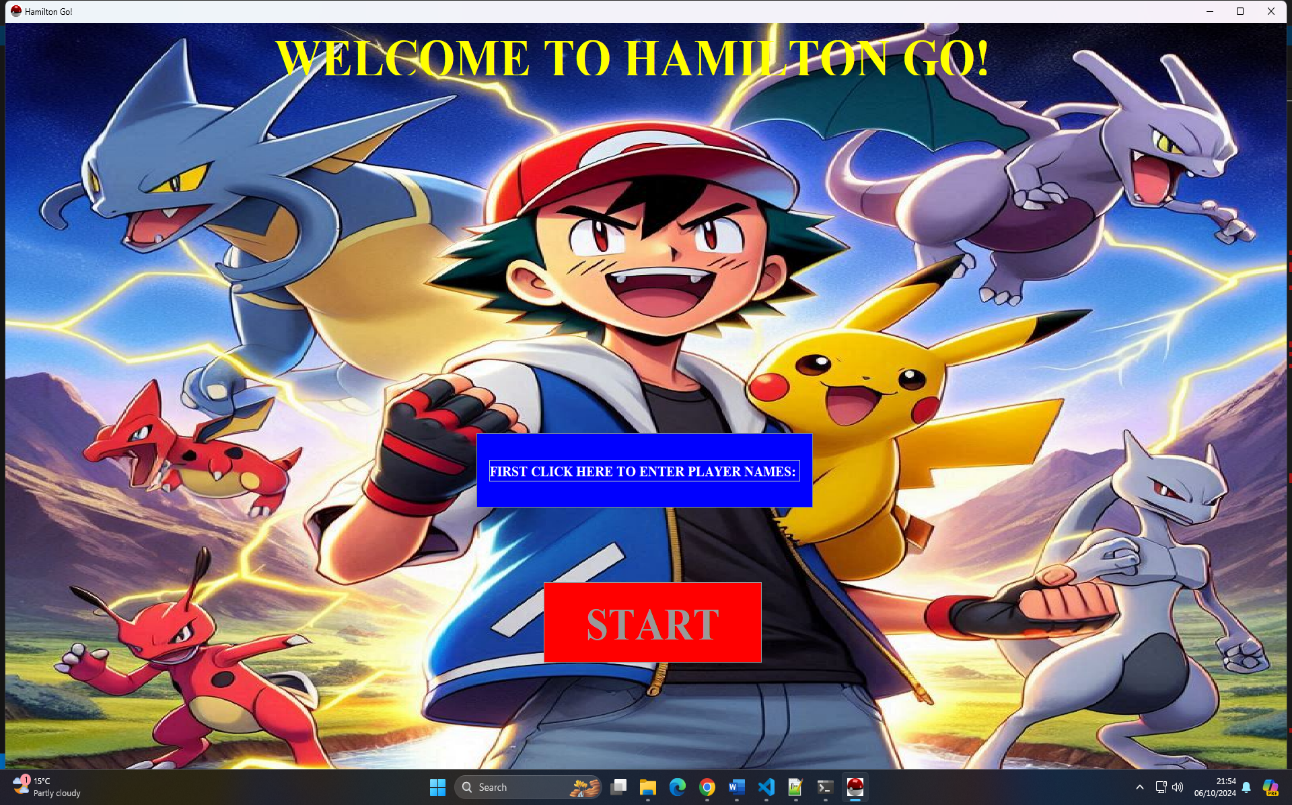 Hamilton Go!
WELCOME TO HAMILTON GO!
FIRST CLICK HERE TO ENTER PLAYER NAMES:
START
1
15°C
Partly cloudy
Search
21:54
06/10/2024